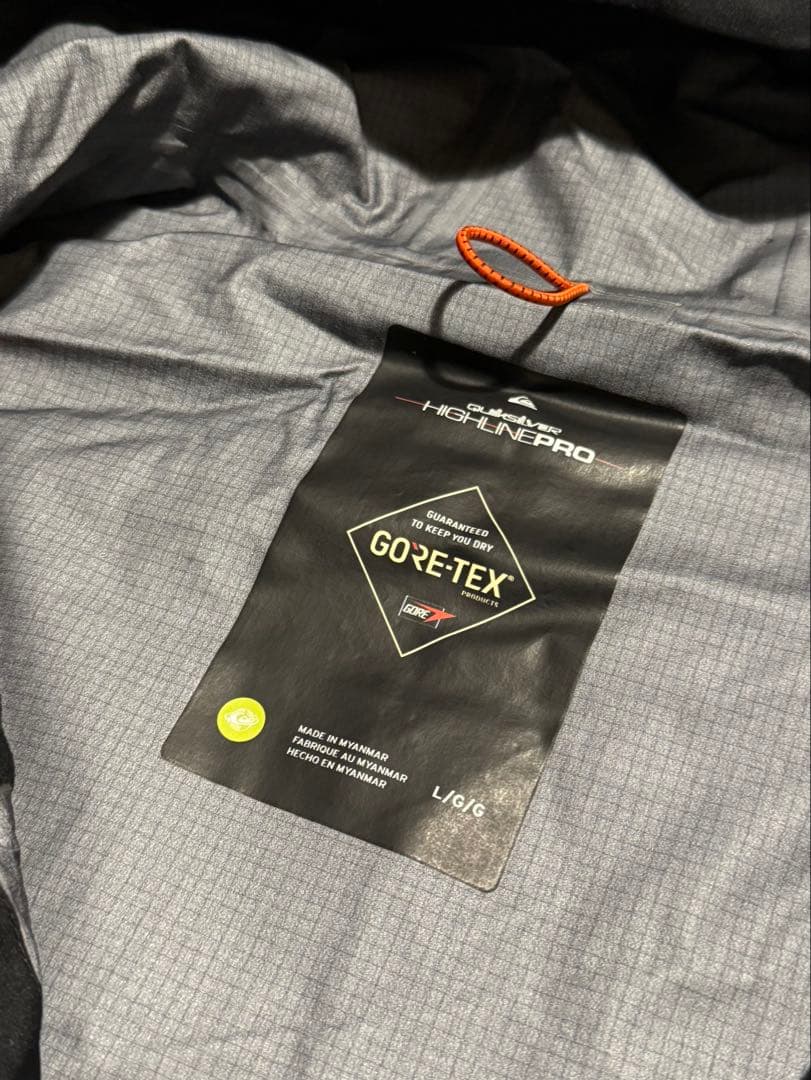 QUIKSILVER
HIGHLINEPRO
GUARANTEED
TO KEEP YOU DRY
GORE-TEX®
PRODUCTS
GORE
MADE IN MYANMAR
FABRIQUE AU MYANMAR
HECHO EN MYANMAR
L/G/G